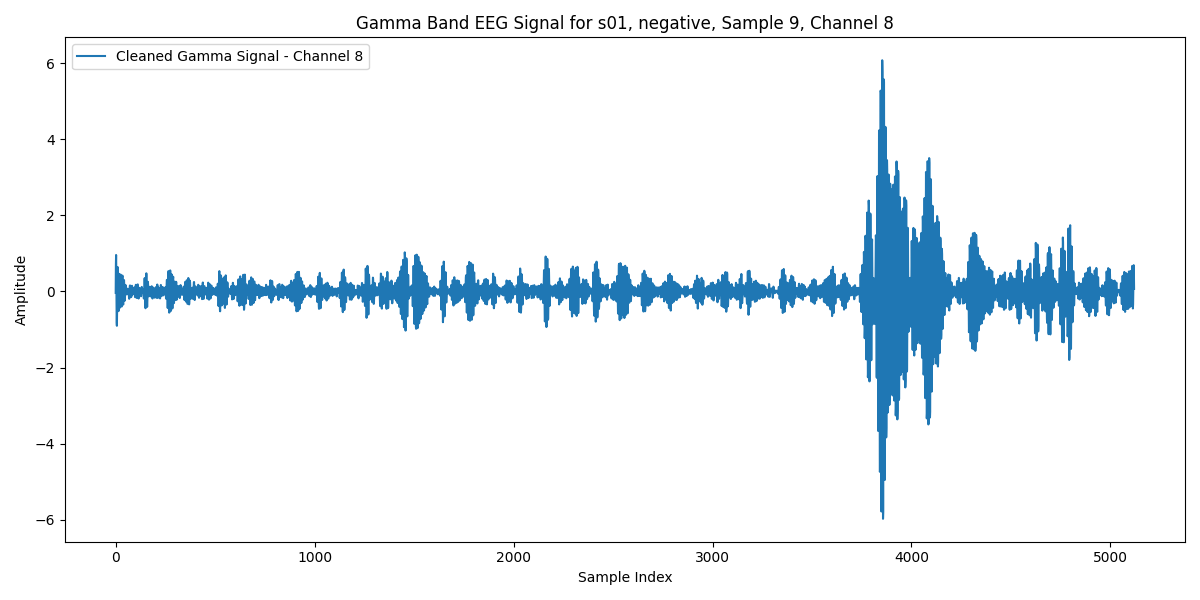 Gamma Band EEG Signal for s01, negative, Sample 9, Channel 8
Cleaned Gamma Signal - Channel 8
Amplitude
6
4
2
0
−2
−4
−6
0 1000 2000 3000 4000 5000
Sample Index